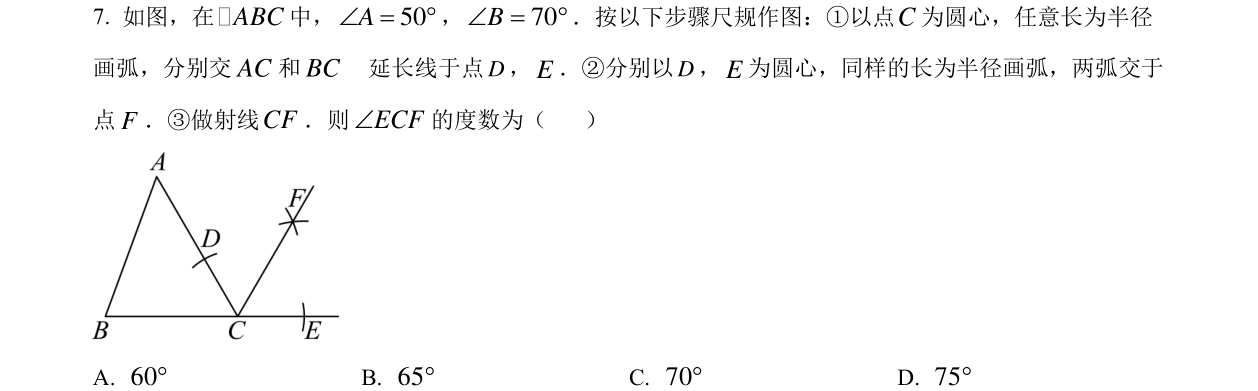 7. 如图，在□ABC 中，∠A = 50°，∠B = 70°．按以下步骤尺规作图：①以点 C 为圆心，任意长为半径
画弧，分别交 AC 和 BC 延长线于点 D，E．②分别以 D，E 为圆心，同样的长为半径画弧，两弧交于
点 F．③做射线 CF．则 ∠ECF 的度数为（ ）
A
F
D
B
C
E
A. 60° B. 65° C. 70° D. 75°